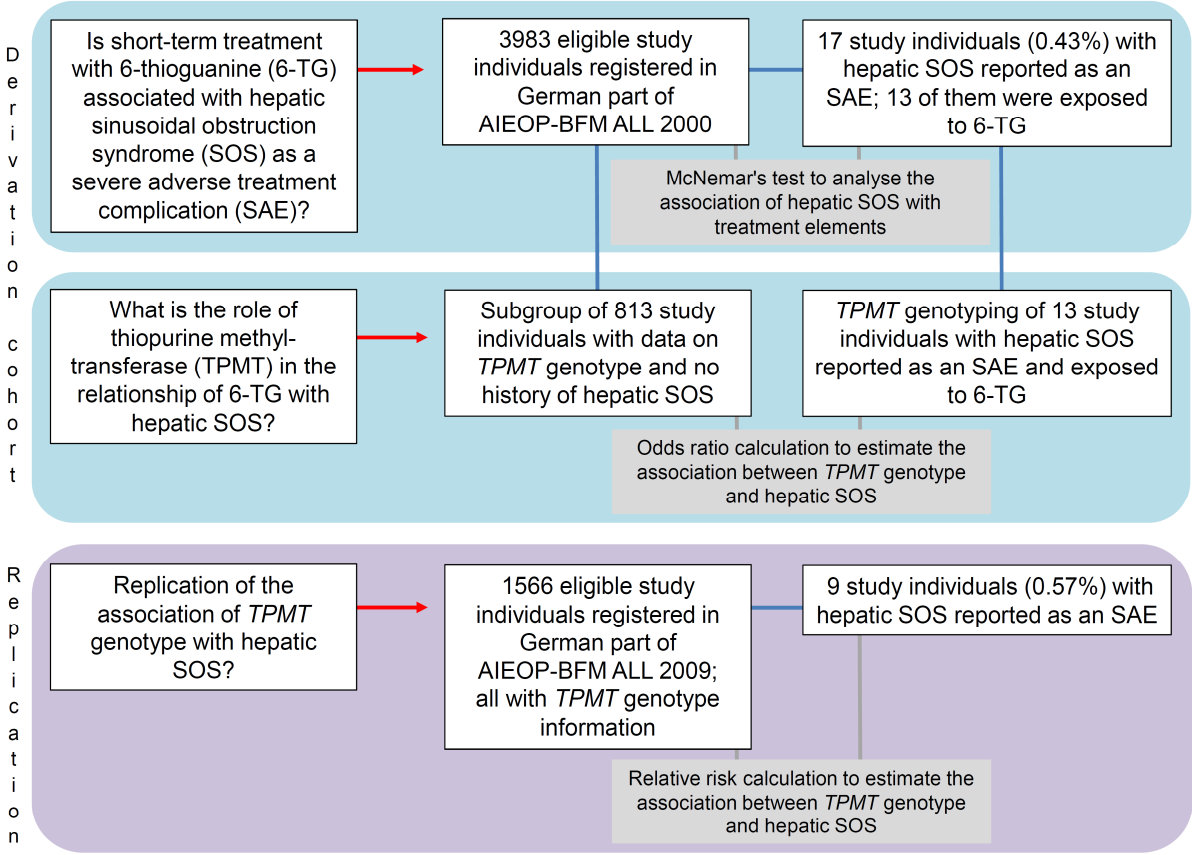 Derivation cohort
Is short-term treatment
with 6-thioguanine (6-TG)
associated with hepatic
sinusoidal obstruction
syndrome (SOS) as a
severe adverse treatment
complication (SAE)?
3983 eligible study
individuals registered in
German part of
AIEOP-BFM ALL 2000
17 study individuals (0.43%) with
hepatic SOS reported as an
SAE; 13 of them were exposed
to 6-TG
McNemar's test to analyse the
association of hepatic SOS with
treatment elements
What is the role of
thiopurine methyl-
transferase (TPMT) in the
relationship of 6-TG with
hepatic SOS?
Subgroup of 813 study
individuals with data on
TPMT genotype and no
history of hepatic SOS
TPMT genotyping of 13 study
individuals with hepatic SOS
reported as an SAE and exposed
to 6-TG
Odds ratio calculation to estimate the
association between TPMT genotype
and hepatic SOS
Replication
Replication of the
association of TPMT
genotype with hepatic
SOS?
1566 eligible study
individuals registered in
German part of
AIEOP-BFM ALL 2009;
all with TPMT genotype
information
9 study individuals (0.57%) with
hepatic SOS reported as an SAE
Relative risk calculation to estimate the
association between TPMT genotype
and hepatic SOS